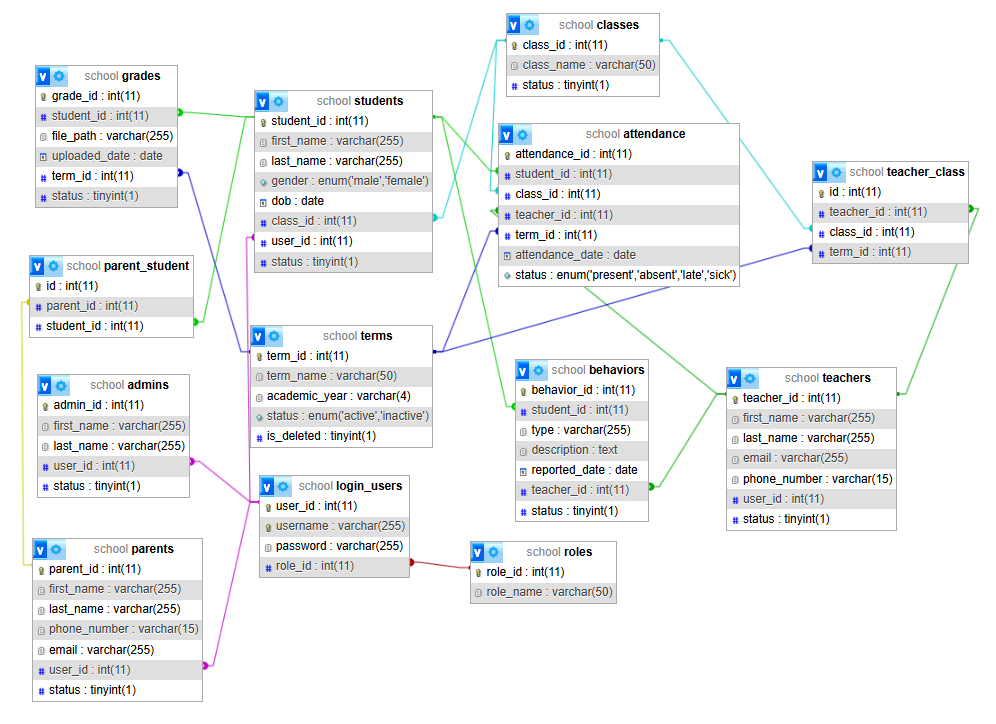 school classes
class_id : int(11)
class_name : varchar(50)
status : tinyint(1)
school grades
grade_id : int(11)
student_id : int(11)
file_path : varchar(255)
uploaded_date : date
term_id : int(11)
status : tinyint(1)
school students
student_id : int(11)
first_name : varchar(255)
last_name : varchar(255)
gender : enum('male','female')
dob : date
class_id : int(11)
user_id : int(11)
status : tinyint(1)
school attendance
attendance_id : int(11)
student_id : int(11)
class_id : int(11)
teacher_id : int(11)
term_id : int(11)
attendance_date : date
status : enum('present','absent','late','sick')
school teacher_class
id : int(11)
teacher_id : int(11)
class_id : int(11)
term_id : int(11)
school parent_student
id : int(11)
parent_id : int(11)
student_id : int(11)
school terms
term_id : int(11)
term_name : varchar(50)
academic_year : varchar(4)
status : enum('active','inactive')
is_deleted : tinyint(1)
school behaviors
behavior_id : int(11)
student_id : int(11)
type : varchar(255)
description : text
reported_date : date
teacher_id : int(11)
status : tinyint(1)
school teachers
teacher_id : int(11)
first_name : varchar(255)
last_name : varchar(255)
email : varchar(255)
phone_number : varchar(15)
user_id : int(11)
status : tinyint(1)
school admins
admin_id : int(11)
first_name : varchar(255)
last_name : varchar(255)
user_id : int(11)
status : tinyint(1)
school login_users
user_id : int(11)
username : varchar(255)
password : varchar(255)
role_id : int(11)
school roles
role_id : int(11)
role_name : varchar(50)
school parents
parent_id : int(11)
first_name : varchar(255)
last_name : varchar(255)
phone_number : varchar(15)
email : varchar(255)
user_id : int(11)
status : tinyint(1)